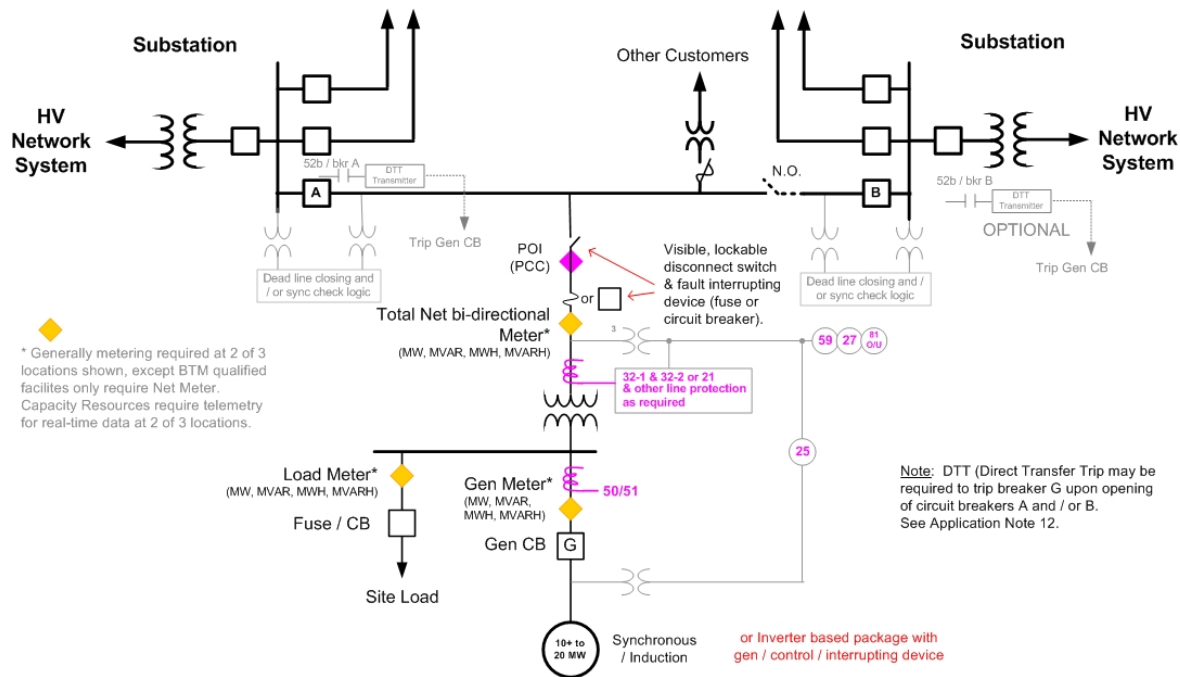 Substation
Substation
HV
Network
System
HV
Network
System
Other Customers
N.O.
52b / bkr A
DTT
Transmitter
A
B
52b / bkr B
DTT
Transmitter
OPTIONAL
Trip Gen CB
Trip Gen CB
Dead line closing and
/ or sync check logic
Dead line closing and /
/ or sync check logic
POI
(PCC)
or
Visible, lockable
disconnect switch
& fault interrupting
device (fuse or
circuit breaker).
Total Net bi-directional
Meter*
(MW, MVAR, MWH, MVARH)
3
59
27
81
O/U
* Generally metering required at 2 of 3
locations shown, except BTM qualified
facilites only require Net Meter.
Capacity Resources require telemetry
for real-time data at 2 of 3 locations.
32-1 & 32-2 or 21
& other line protection
as required
25
Load Meter*
(MW, MVAR, MWH, MVARH)
Fuse / CB
Site Load
Gen Meter*
(MW, MVAR,
MWH, MVARH)
50/51
Gen CB
G
Note: DTT (Direct Transfer Trip may be
required to trip breaker G upon opening
of circuit breakers A and / or B.
See Application Note 12.
10+ to
20 MW
Synchronous
/ Induction
or Inverter based package with
gen / control / interrupting device